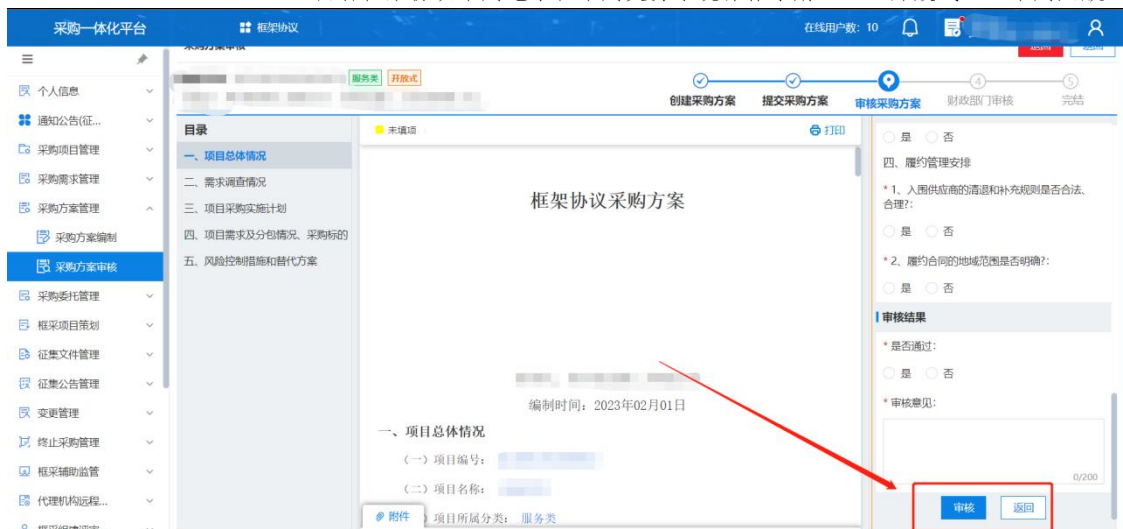 采购一体化平台
框架协议
在线用户数: 10
个人信息
通知公告(征...
采购项目管理
采购需求管理
采购方案管理
采购方案编制
采购方案审核
采购委托管理
框采项目策划
征集文件管理
征集公告管理
变更管理
终止采购管理
框采辅助监管
代理机构远程...
服务类 开放式
创建采购方案
提交采购方案
审核采购方案
④
财政部门审核
⑤
完结
目录
一、项目总体情况
二、需求调查情况
三、项目采购实施计划
四、项目需求及分包情况、采购标的
五、风险控制措施和替代方案
未填项
打印
框架协议采购方案
编制时间：2023年02月01日
一、项目总体情况
（一）项目编号：
（二）项目名称：
）项目所属分类： 服务类
附件
是 否
四、履约管理安排
* 1、入围供应商的清退和补充规则是否合法、
合理?:
是 否
* 2、履约合同的地域范围是否明确?:
是 否
审核结果
* 是否通过:
是 否
* 审核意见:
0/200
审核 返回